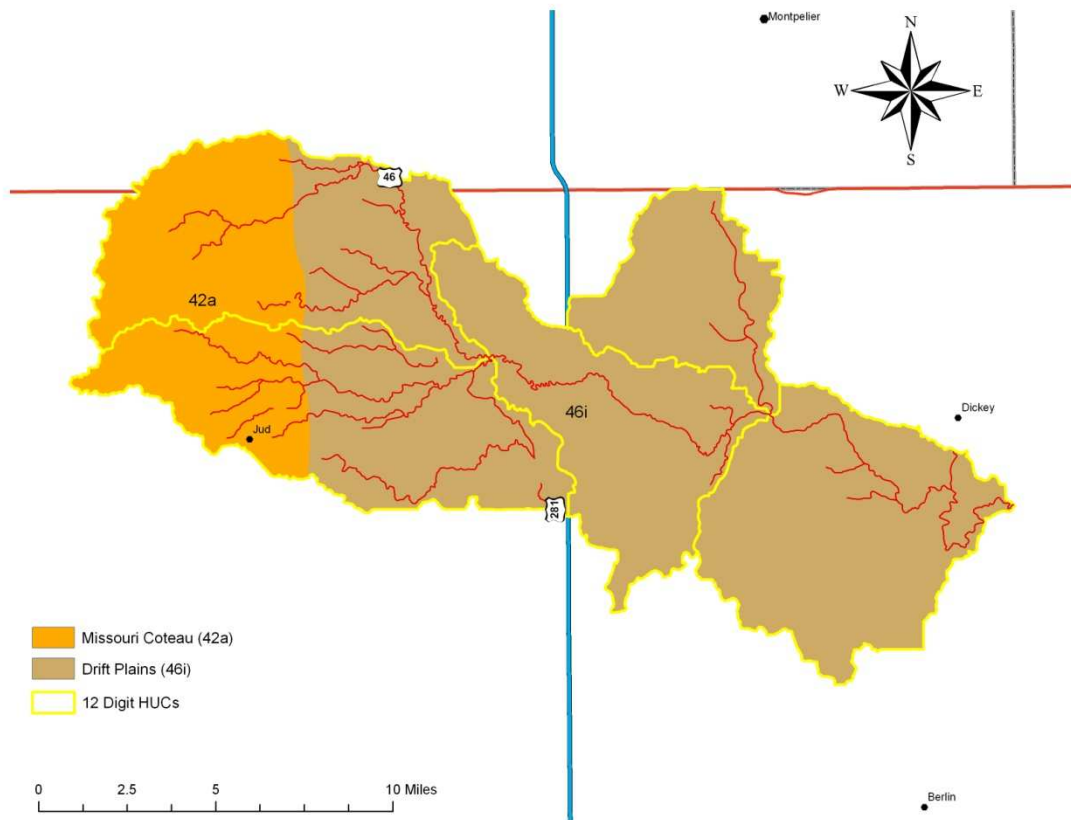 Montpelier
N
W
E
S
46
42a
46i
Dickey
Jud
281
Missouri Coteau (42a)
Drift Plains (46i)
12 Digit HUCs
0
2.5
5
10 Miles
Berlin